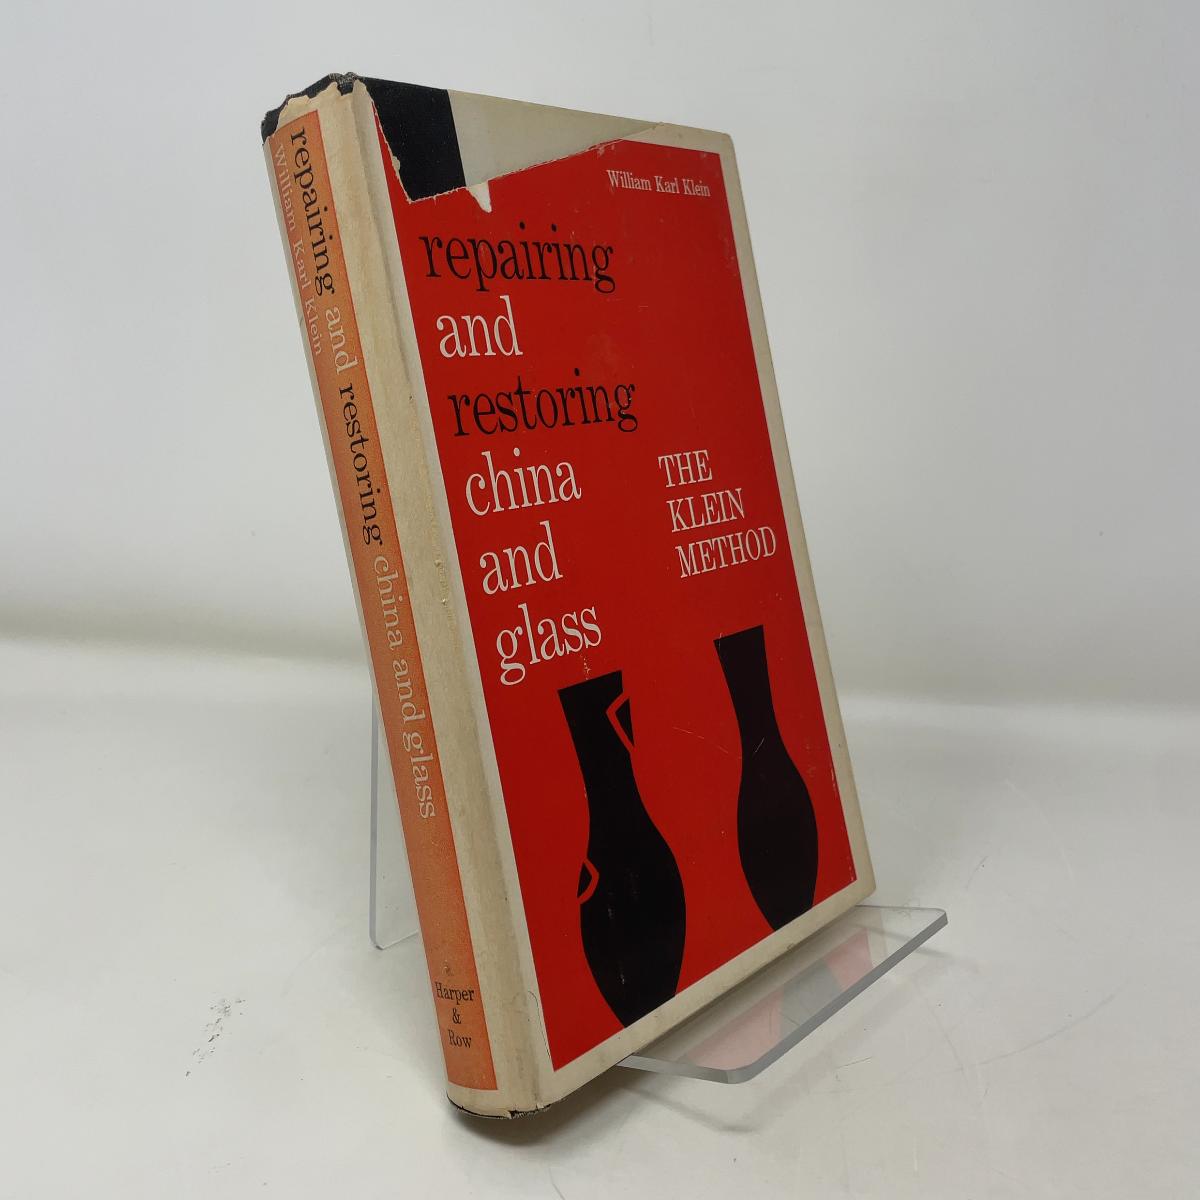 William Karl Klein
repairing
and
restoring
china
and
glass
THE
KLEIN
METHOD
repairing and restoring china and glass
William Karl Klein
Harper
&
Row